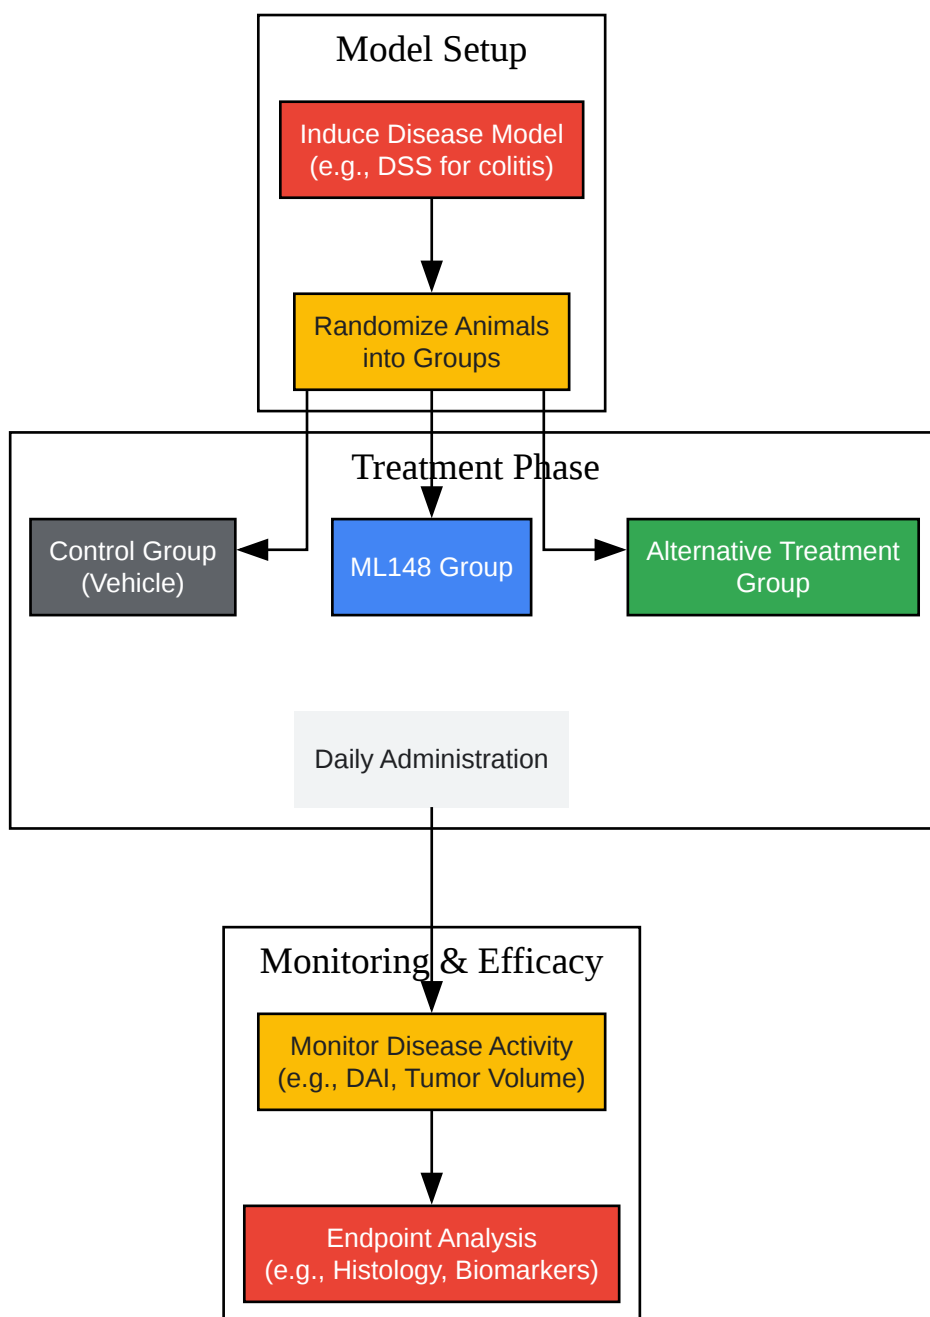 Model Setup
Induce Disease Model
(e.g., DSS for colitis)
Randomize Animals
into Groups
Treatment Phase
Control Group
(Vehicle)
ML148 Group
Alternative Treatment
Group
Daily Administration
Monitoring & Efficacy
Monitor Disease Activity
(e.g., DAI, Tumor Volume)
Endpoint Analysis
(e.g., Histology, Biomarkers)